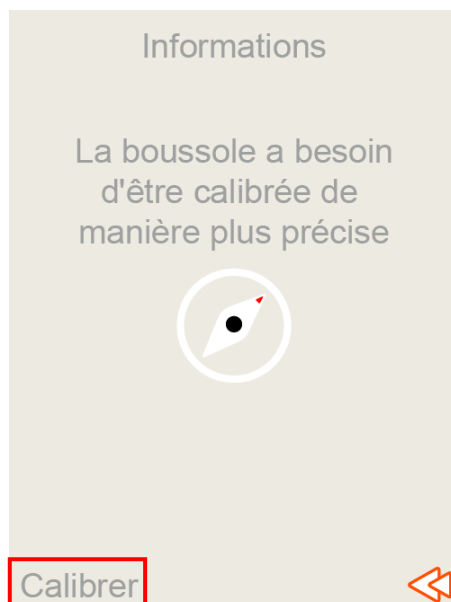 Informations
La boussole a besoin
d'être calibrée de
manière plus précise
Calibrer